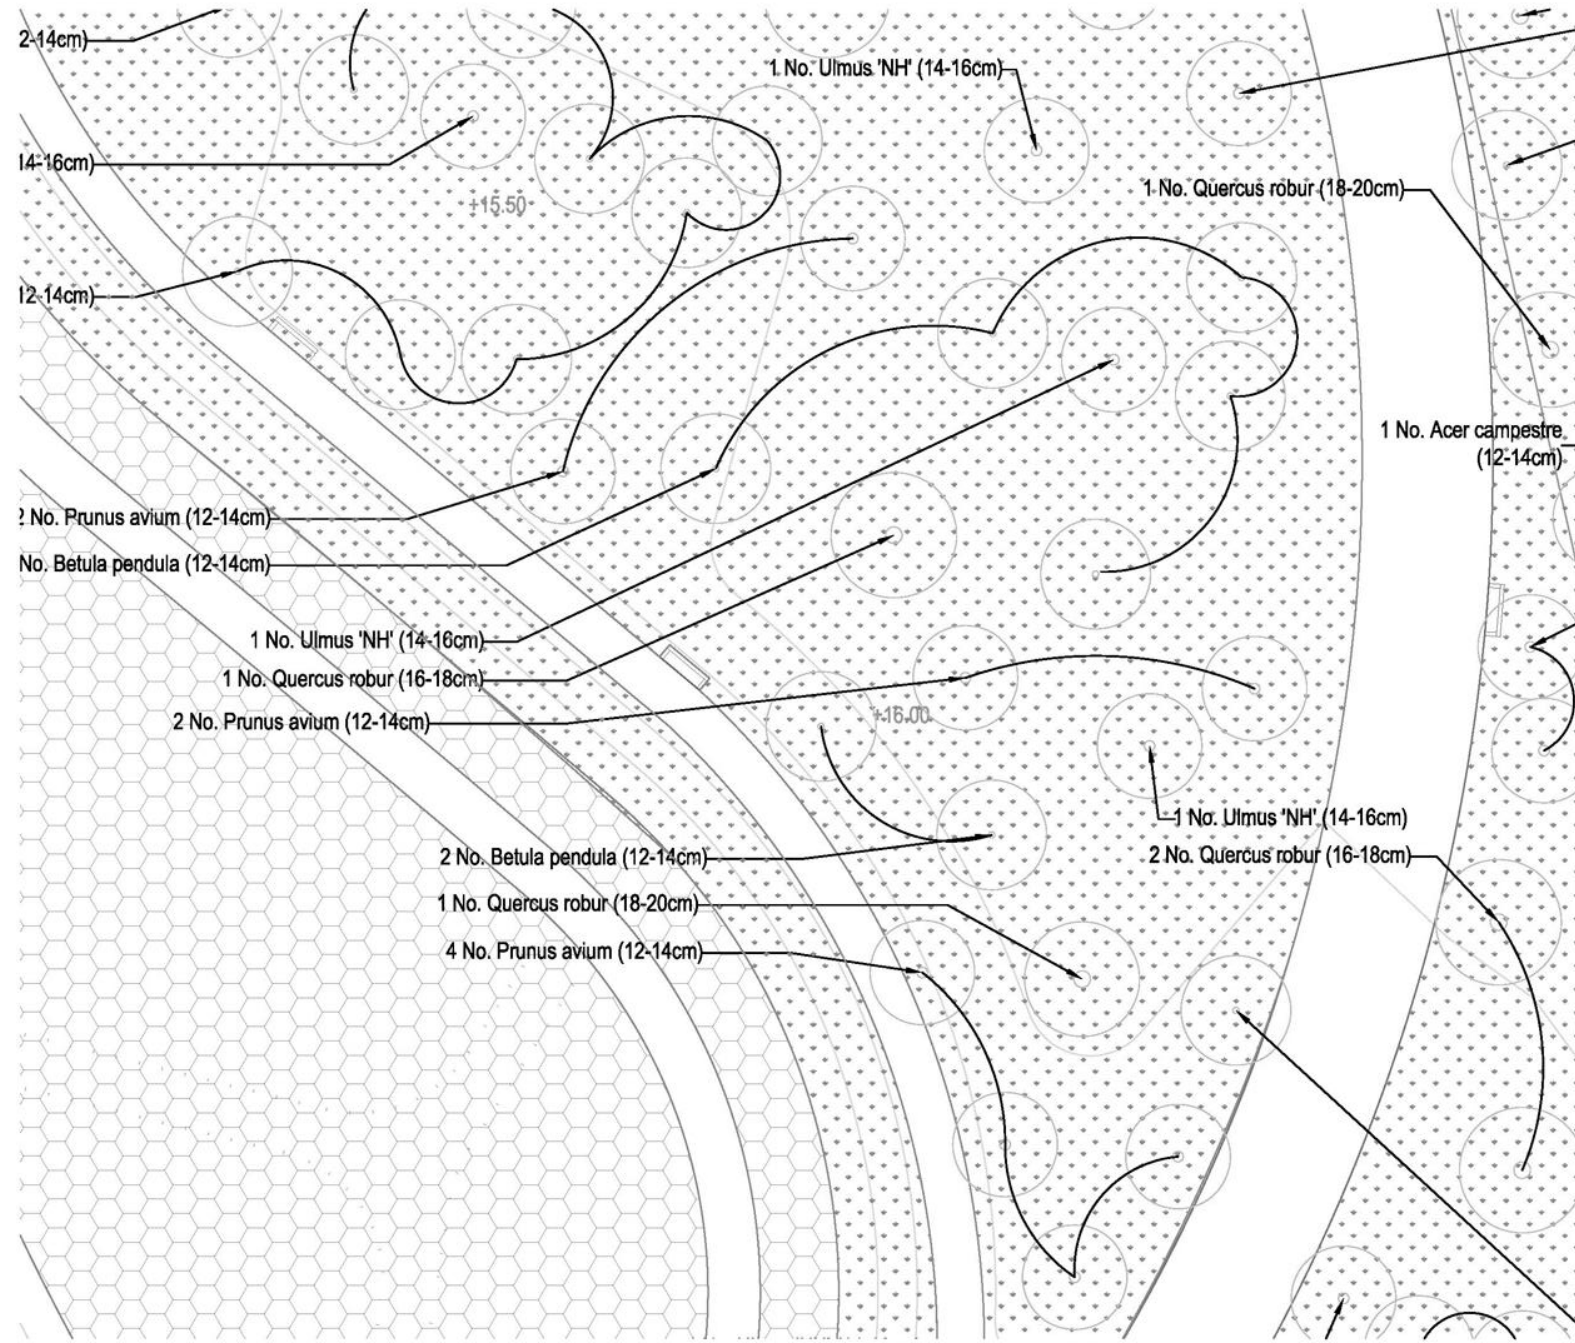 2-14cm)
1 No. Ulmus 'NH' (14-16cm)
14-16cm)
1 No. Quercus robur (18-20cm)
+15.50
12-14cm)
1 No. Acer campestre
(12-14cm)
2 No. Prunus avium (12-14cm)
No. Betula pendula (12-14cm)
1 No. Ulmus 'NH' (14-16cm)
1 No. Quercus robur (16-18cm)
2 No. Prunus avium (12-14cm)
+16.00
1 No. Ulmus 'NH' (14-16cm)
2 No. Betula pendula (12-14cm)
2 No. Quercus robur (16-18cm)
1 No. Quercus robur (18-20cm)
4 No. Prunus avium (12-14cm)